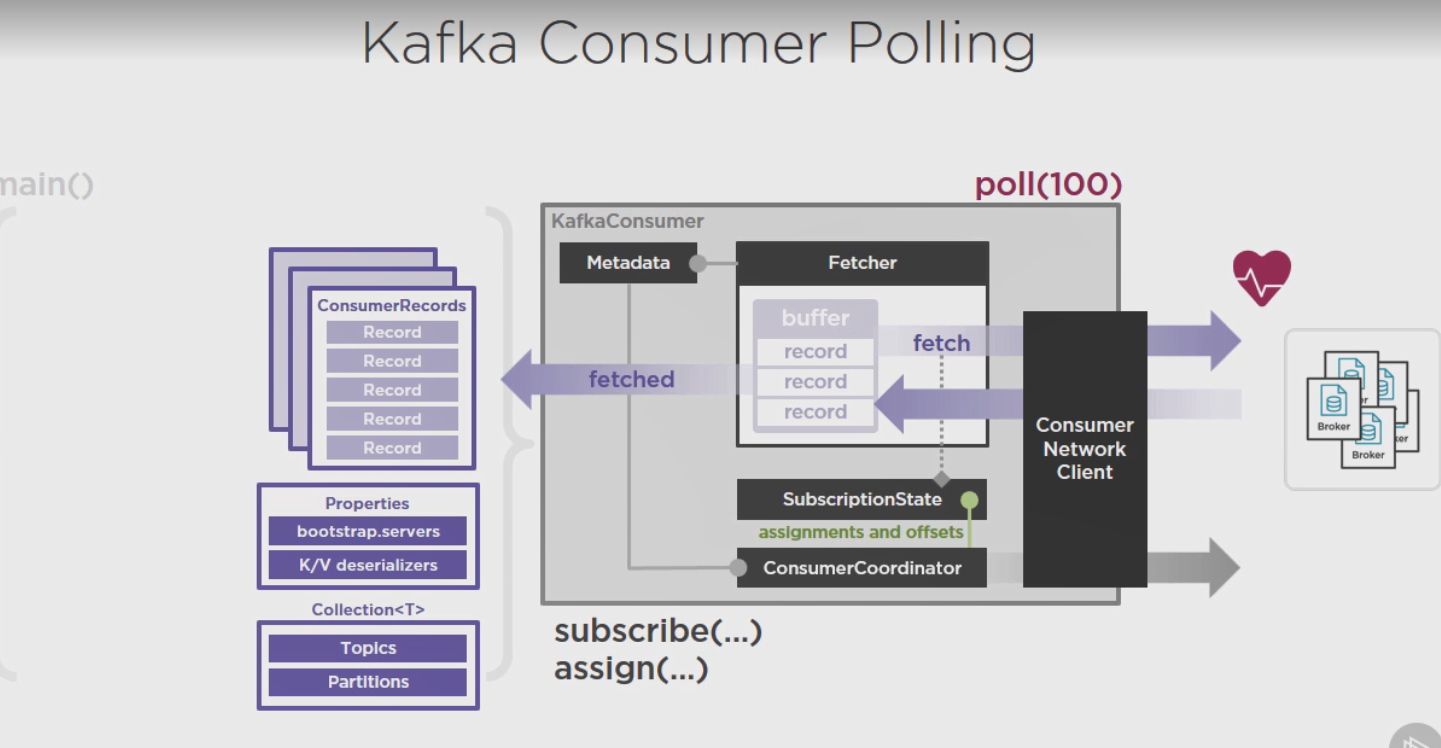 Kafka Consumer Polling
main()
poll(100)
KafkaConsumer
Metadata
Fetcher
ConsumerRecords
Record
Record
Record
Record
Record
buffer
record
record
record
fetch
fetched
Consumer
Network
Client
Broker
Broker
SubscriptionState
assignments and offsets
ConsumerCoordinator
Properties
bootstrap.servers
K/V deserializers
Collection<T>
Topics
Partitions
subscribe(...)
assign(...)